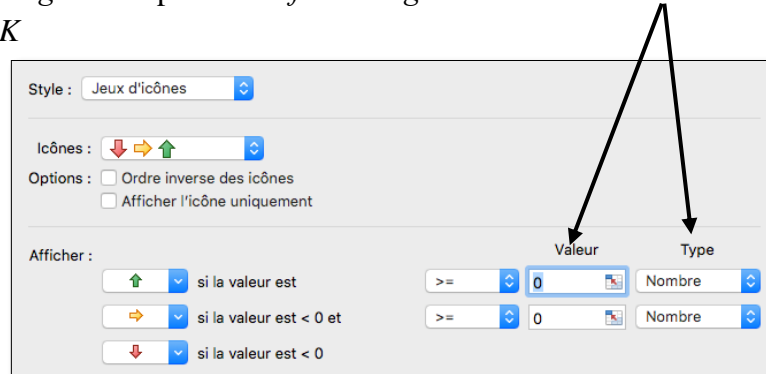 K
Style : Jeux d'icônes
Icônes :
Options : Ordre inverse des icônes
Afficher l'icône uniquement
Afficher : Valeur Type
si la valeur est >= 0 Nombre
si la valeur est < 0 et >= 0 Nombre
si la valeur est < 0